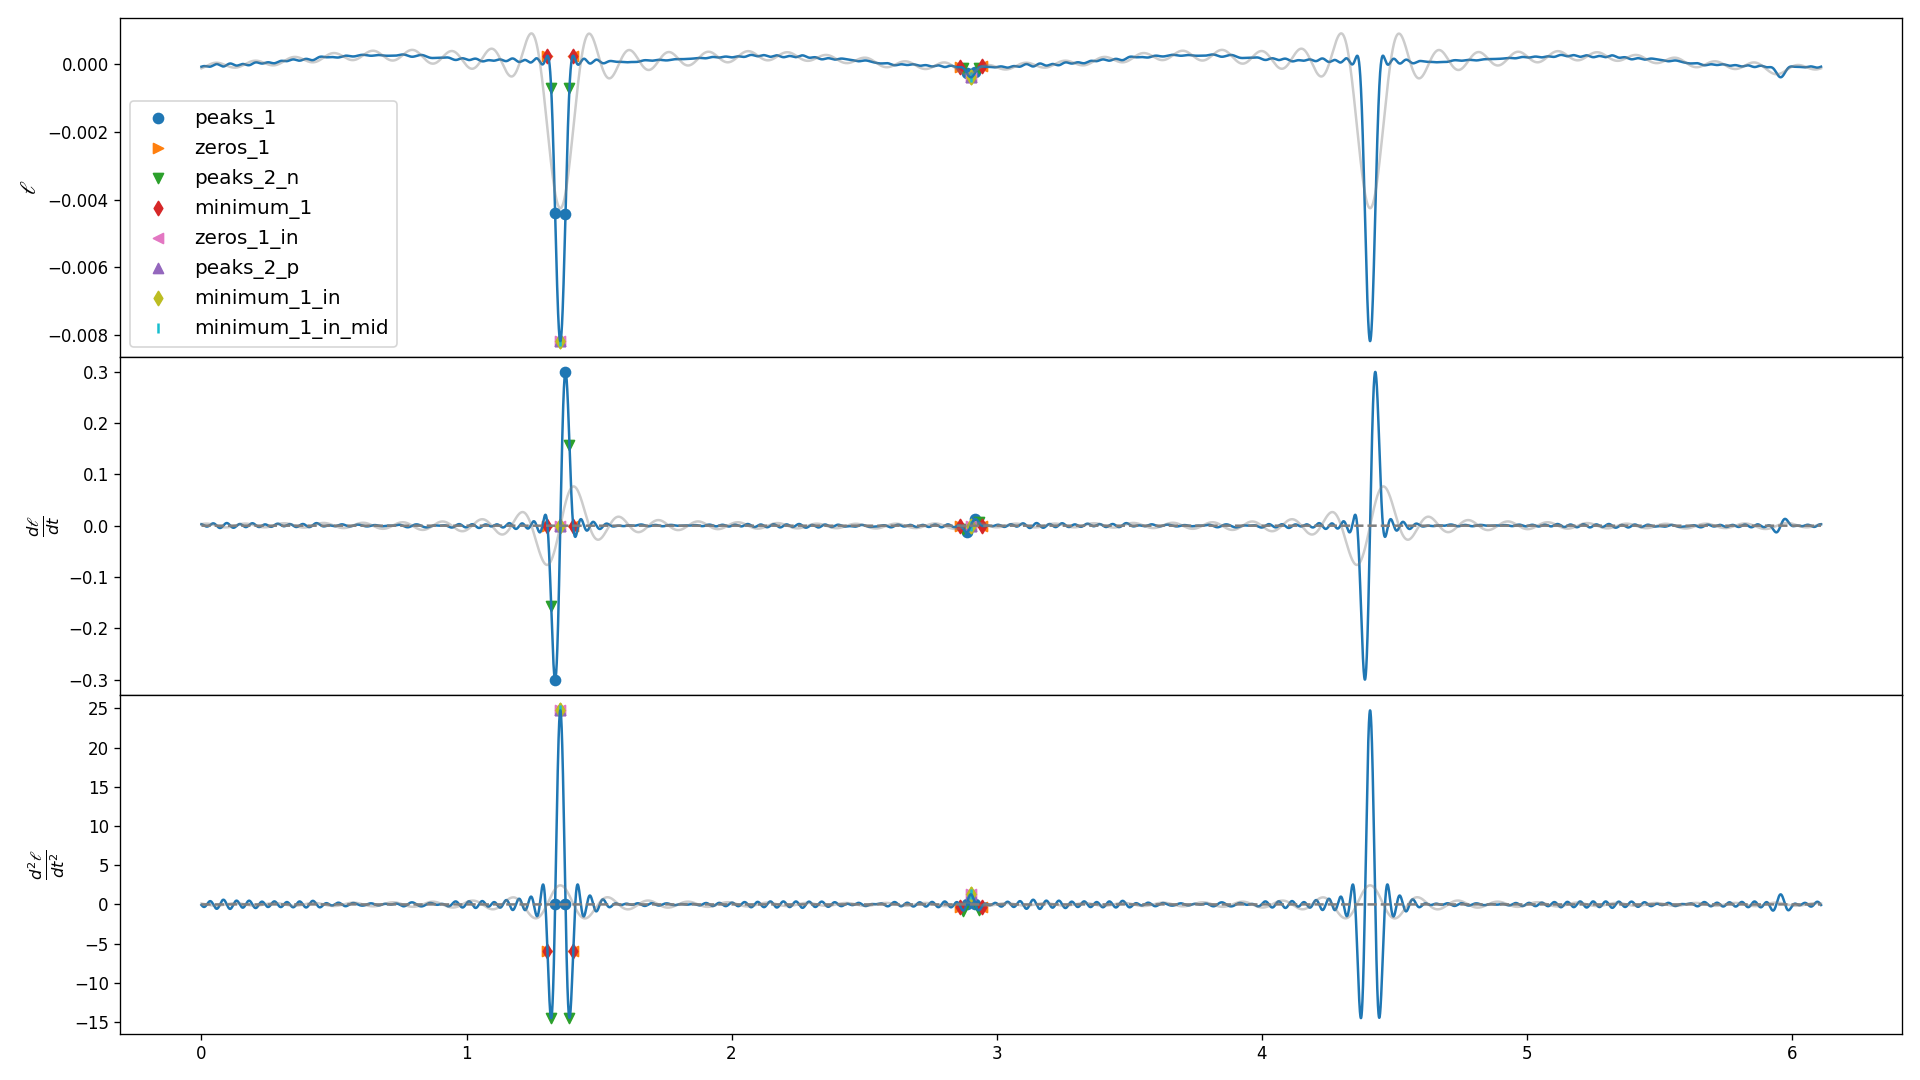 0.000
−0.002
−0.004
−0.006
−0.008
ℓ
peaks_1
zeros_1
peaks_2_n
minimum_1
zeros_1_in
peaks_2_p
minimum_1_in
minimum_1_in_mid
0.3
0.2
0.1
0.0
−0.1
−0.2
−0.3
dℓ/dt
25
20
15
10
5
0
−5
−10
−15
d²ℓ/dt²
0 1 2 3 4 5 6